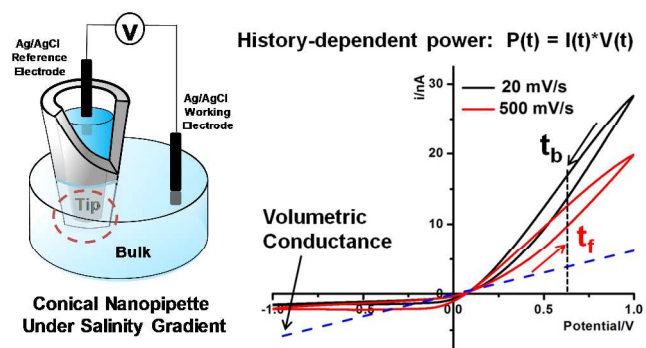 V
Ag/AgCl
Reference
Electrode
Ag/AgCl
Working
Electrode
Tip
Bulk
Conical Nanopipette
Under Salinity Gradient
History-dependent power: P(t) = I(t)*V(t)
i/nA
30
20
10
0
-1.0
-0.5
0.5
1.0
Potential/V
20 mV/s
500 mV/s
t_b
t_f
Volumetric
Conductance